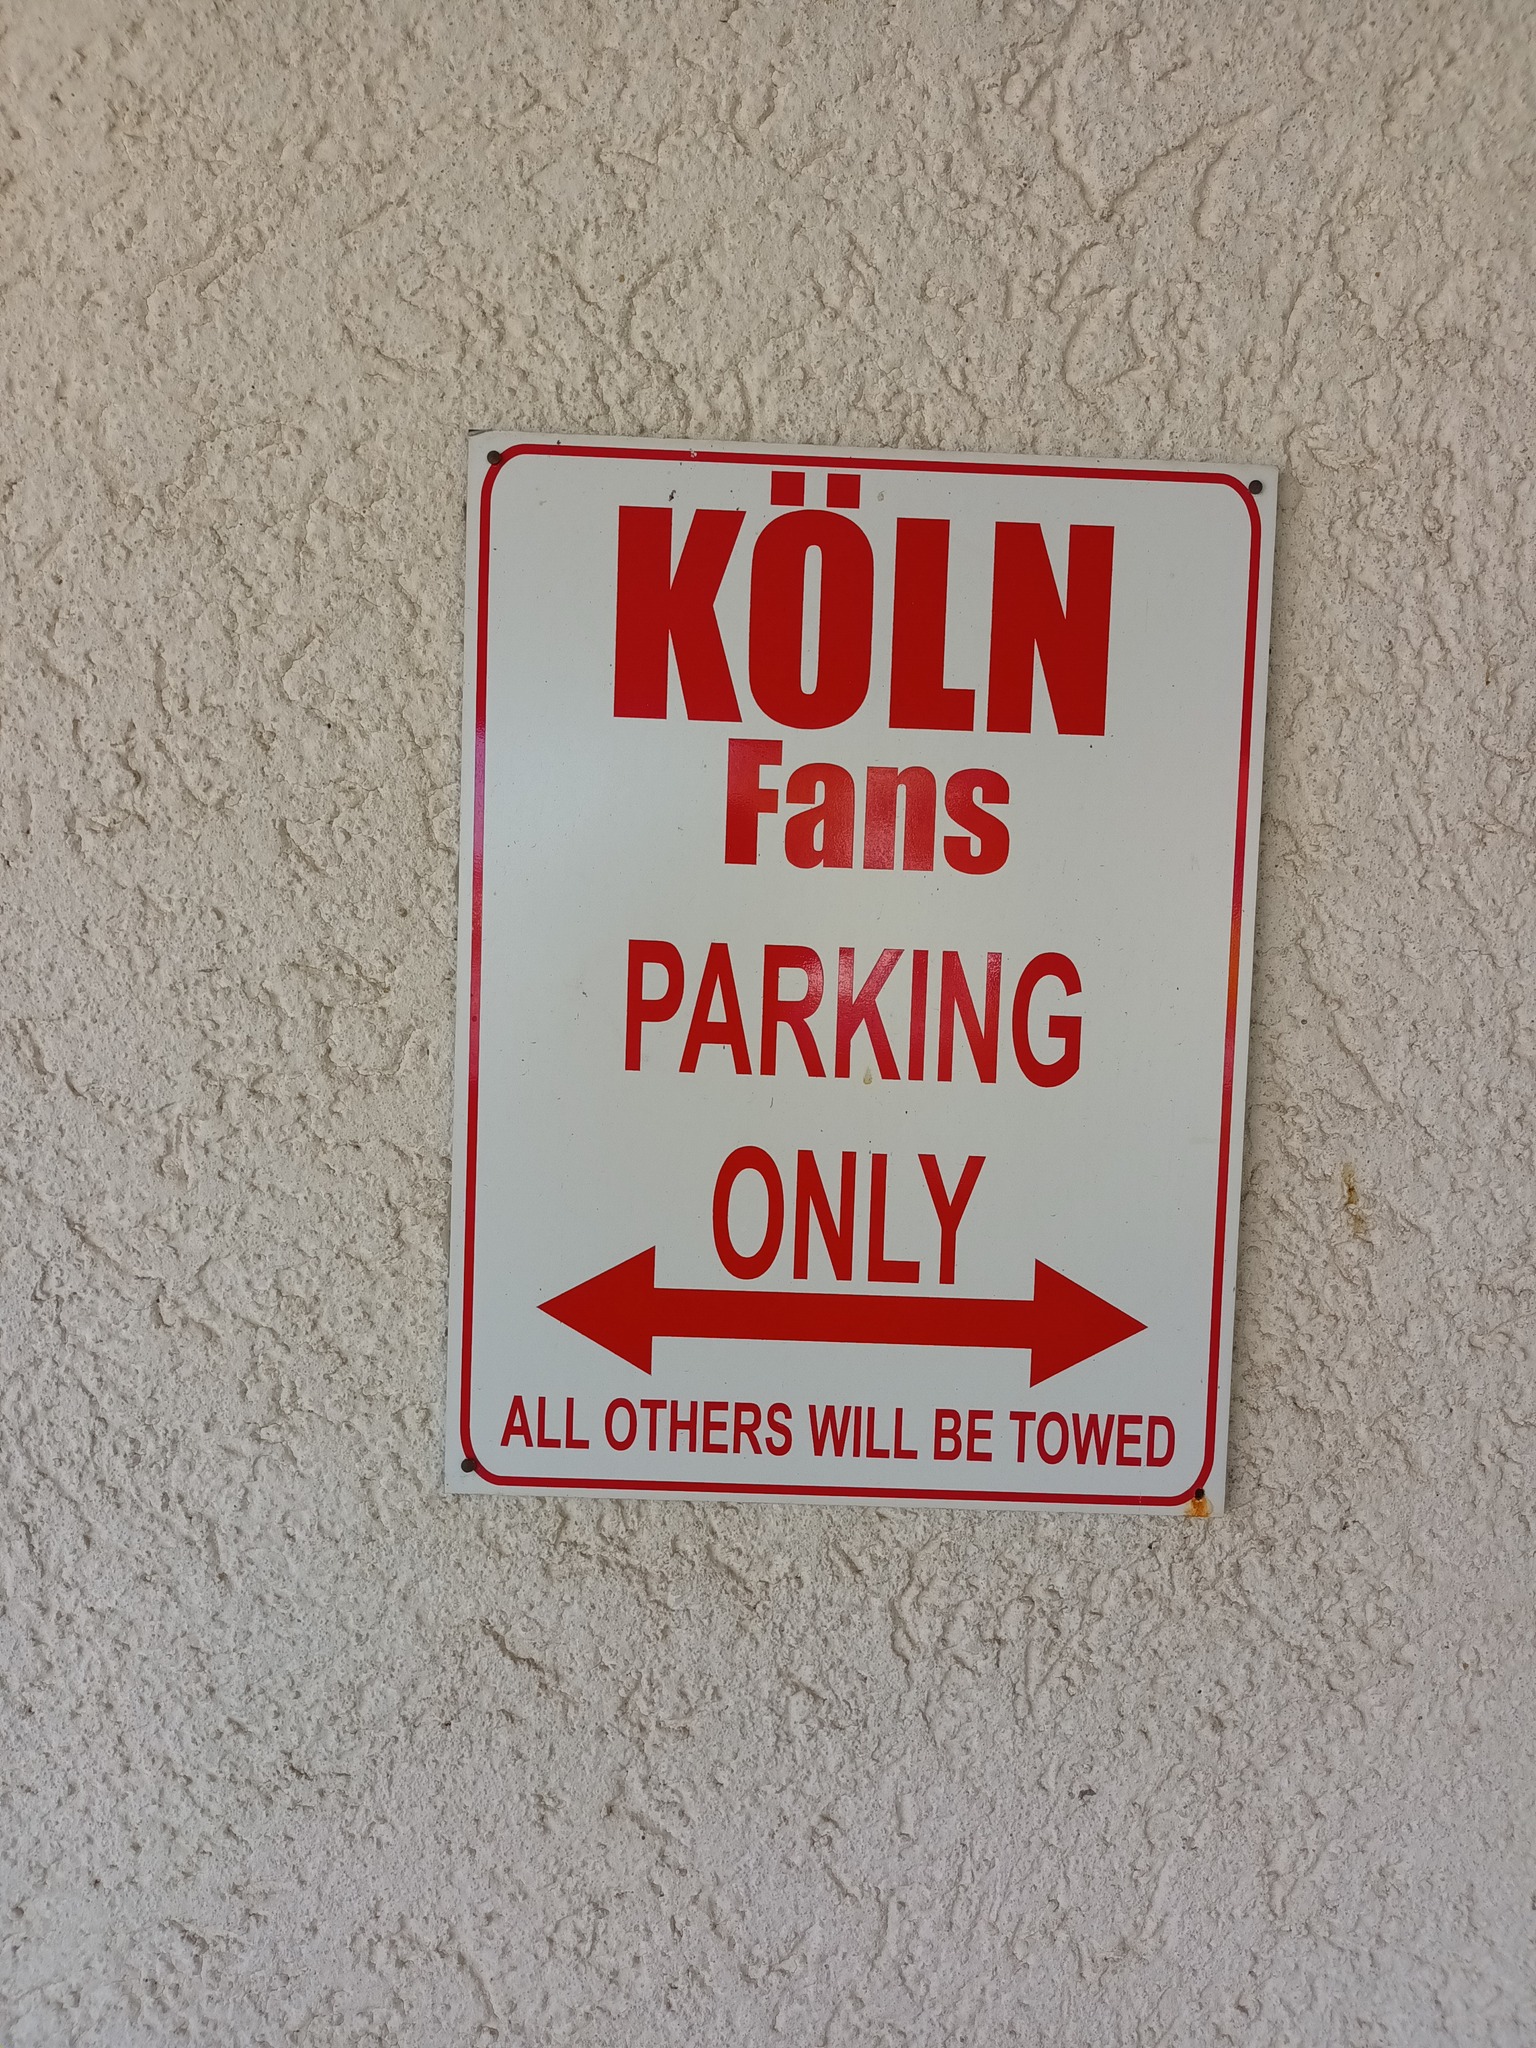 KÖLN
Fans
PARKING
ONLY
ALL OTHERS WILL BE TOWED